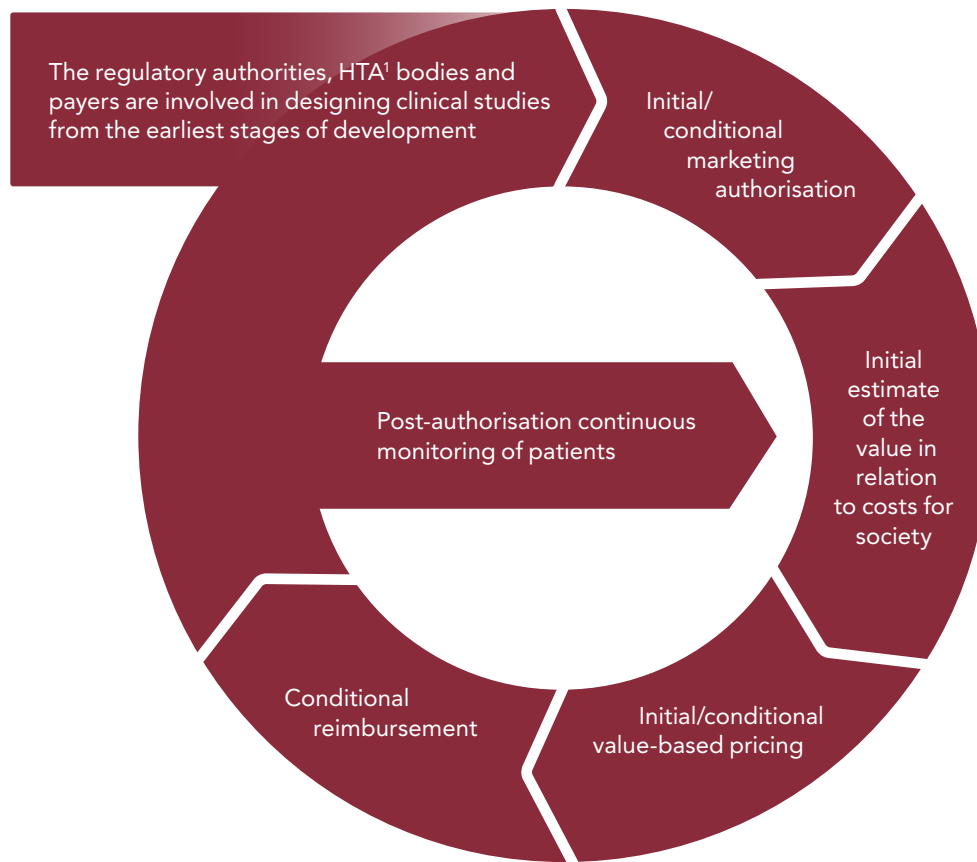 The regulatory authorities, HTA¹ bodies and
payers are involved in designing clinical studies
from the earliest stages of development
Initial/
conditional
marketing
authorisation
Initial
estimate
of the
value in
relation
to costs for
society
Initial/conditional
value-based pricing
Conditional
reimbursement
Post-authorisation continuous
monitoring of patients